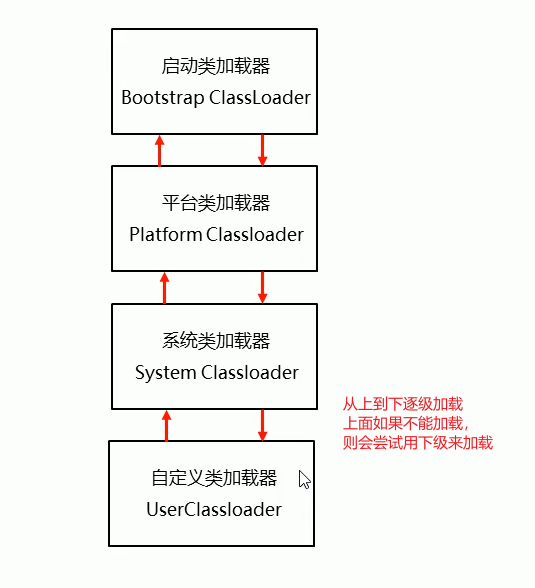 启动类加载器
Bootstrap ClassLoader
平台类加载器
Platform Classloader
系统类加载器
System Classloader
从上到下逐级加载
上面如果不能加载，
则会尝试用下级来加载
自定义类加载器
UserClassloader